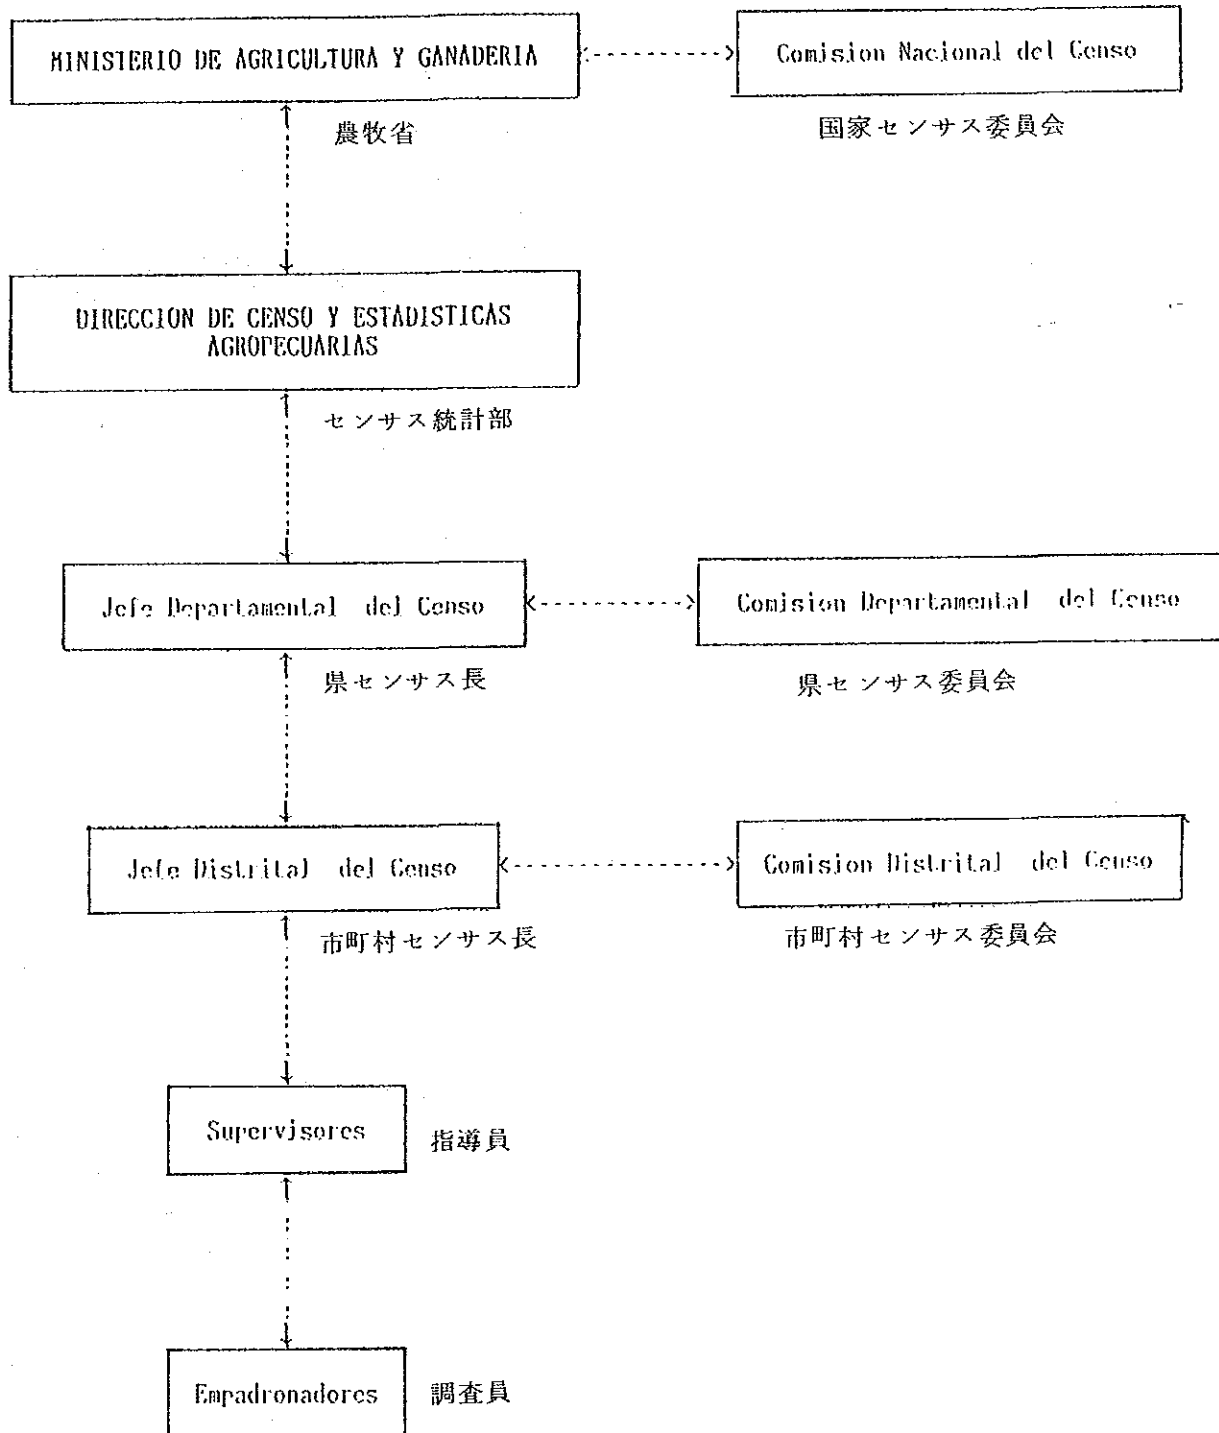 MINISTERIO DE AGRICULTURA Y GANADERIA
Comision Nacional del Censo
農牧省
国家センサス委員会
DIRECCION DE CENSO Y ESTADISTICAS
AGROPECUARIAS
センサス統計部
Jefe Departamental del Censo
Comision Departamental del Censo
県センサス長
県センサス委員会
Jefe Distrital del Censo
Comision Distrital del Censo
市町村センサス長
市町村センサス委員会
Supervisores
指導員
Empadronadores
調査員